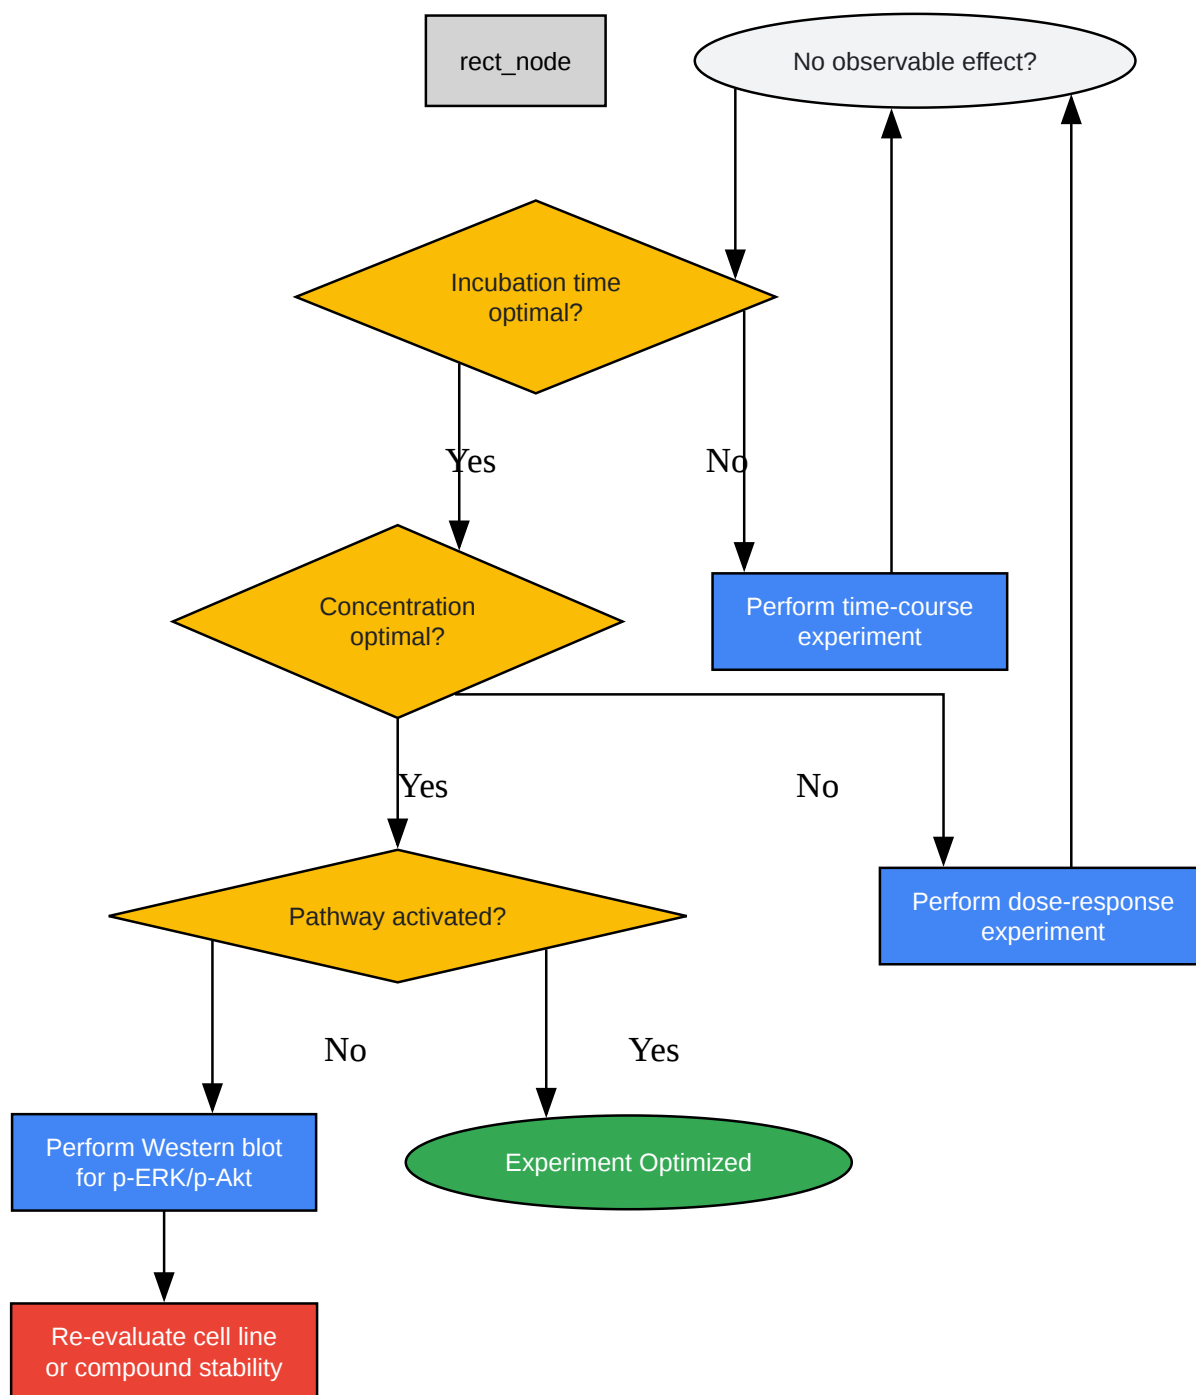 rect_node
No observable effect?
Incubation time
optimal?
Yes
No
Concentration
optimal?
Perform time-course
experiment
Yes
No
Pathway activated?
Perform dose-response
experiment
No
Yes
Perform Western blot
for p-ERK/p-Akt
Experiment Optimized
Re-evaluate cell line
or compound stability